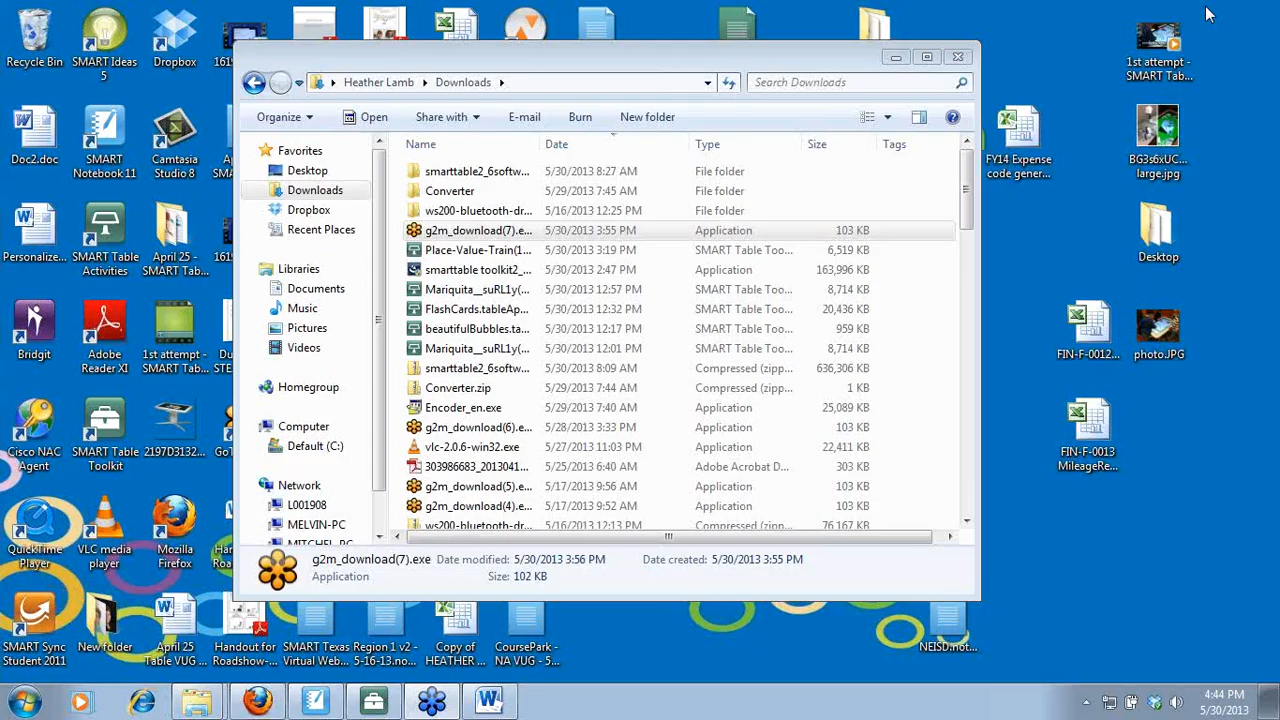 Recycle Bin
SMART Ideas
5
Dropbox
1st attempt -
SMART Tab...
Heather Lamb
Downloads
Search Downloads
Organize
Open
Share with
E-mail
Burn
New folder
Name
Date
Type
Size
Tags
Favorites
Desktop
Downloads
Dropbox
Recent Places
Libraries
Documents
Music
Pictures
Videos
Homegroup
Computer
Default (C:)
Network
L001908
MELVIN-PC
MITCHEL-PC
smarttable2_6softw... 5/30/2013 8:27 AM File folder
Converter 5/29/2013 7:45 AM File folder
ws200-bluetooth-dr... 5/16/2013 12:25 PM File folder
g2m_download(7).e... 5/30/2013 3:55 PM Application 103 KB
Place-Value-Train(1... 5/30/2013 3:19 PM SMART Table Too... 6,519 KB
smarttable toolkit2_... 5/30/2013 2:47 PM Application 163,996 KB
Mariquita__suRL1y(... 5/30/2013 12:57 PM SMART Table Too... 8,714 KB
FlashCards.tableAp... 5/30/2013 12:32 PM SMART Table Too... 20,436 KB
beautifulBubbles.ta... 5/30/2013 12:17 PM SMART Table Too... 959 KB
Mariquita__suRL1y(... 5/30/2013 12:01 PM SMART Table Too... 8,714 KB
smarttable2_6softw... 5/30/2013 8:09 AM Compressed (zipp... 636,306 KB
Converter.zip 5/29/2013 7:44 AM Compressed (zipp... 1 KB
Encoder_en.exe 5/29/2013 7:40 AM Application 25,089 KB
g2m_download(6).e... 5/28/2013 3:33 PM Application 103 KB
vlc-2.0.6-win32.exe 5/27/2013 11:03 PM Application 22,411 KB
303986683_2013041... 5/25/2013 6:40 AM Adobe Acrobat D... 303 KB
g2m_download(5).e... 5/17/2013 9:56 AM Application 103 KB
g2m_download(4).e... 5/17/2013 9:52 AM Application 103 KB
ws200-bluetooth-dr... 5/16/2013 12:13 PM Compressed (zipp... 76,167 KB
g2m_download(7).exe Date modified: 5/30/2013 3:56 PM Date created: 5/30/2013 3:55 PM
Application Size: 102 KB
Doc2.doc
SMART
Notebook 11
Camtasia
Studio 8
FY14 Expense
code gener...
BG3s6xUC...
large.jpg
Personalize...
SMART Table
Activities
April 25
- SMART Tab...
Desktop
Bridgit
Adobe
Reader XI
1st attempt -
SMART Tab...
FIN-F-0012...
photo.JPG
Cisco NAC
Agent
SMART Table
Toolkit
2197D3132...
FIN-F-0013
MileageRe...
QuickTime
Player
VLC media
player
Mozilla
Firefox
SMART Sync
Student 2011
New folder
April 25
Table VUG ...
Handout for
Roadshow-...
SMART Texas
Virtual Web...
Region 1 v2 -
5-16-13.no...
Copy of
HEATHER ...
CoursePark -
NA VUG - 5...
NEISD.not...
4:44 PM
5/30/2013